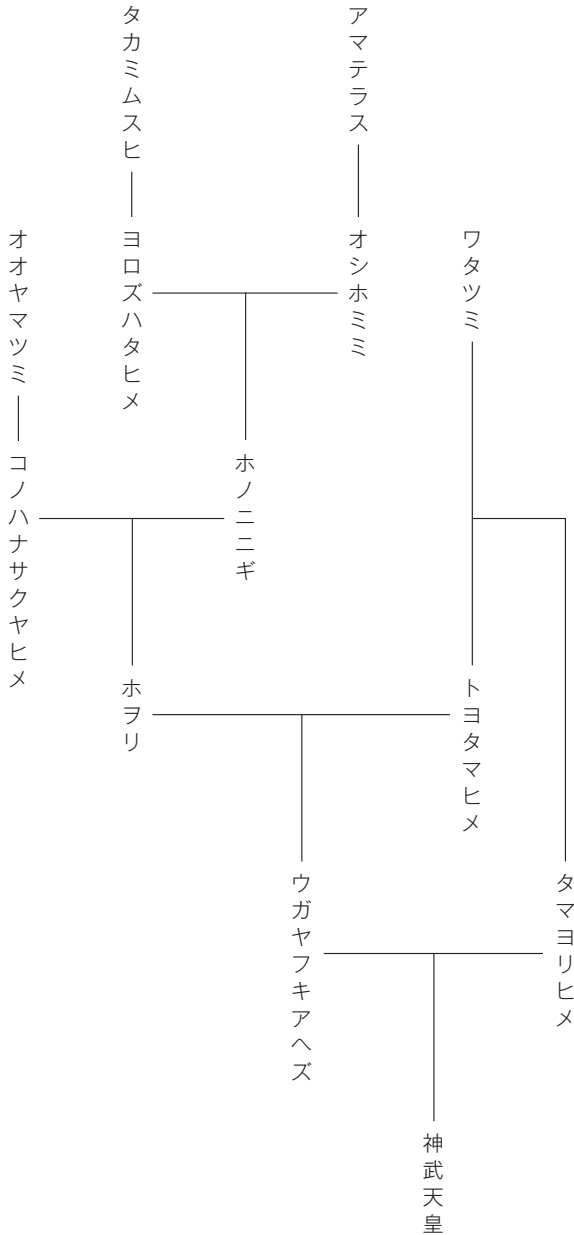 アマテラス
オシホミミ
タカミムスヒ
ヨロズハタヒメ
ワタツミ
オオヤマツミ
コノハナサクヤヒメ
ホノニニギ
トヨタマヒメ
ホヲリ
タマヨリヒメ
ウガヤフキアヘズ
神武天皇